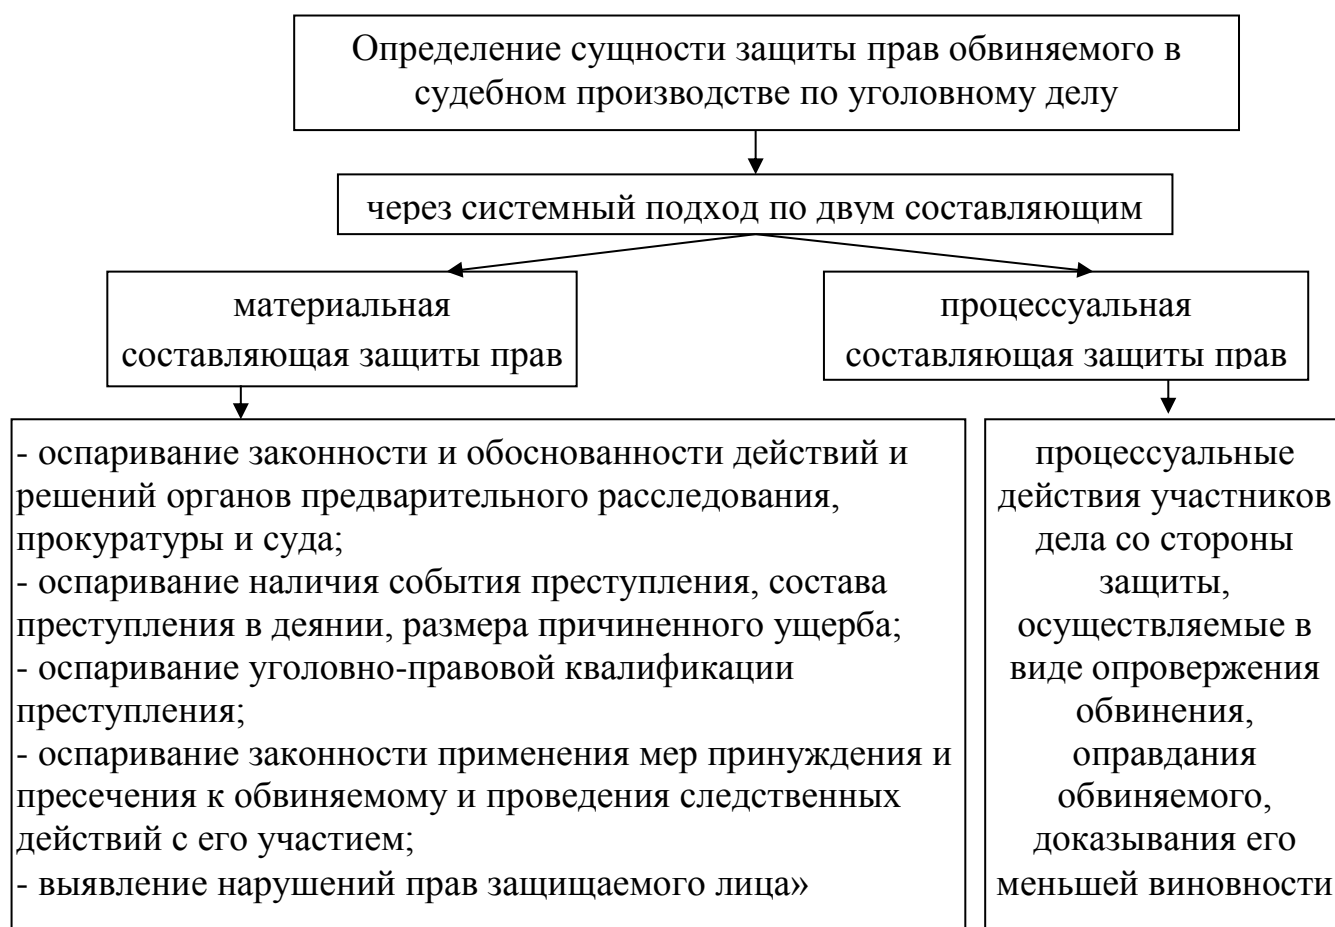 Определение сущности защиты прав обвиняемого в
судебном производстве по уголовному делу
через системный подход по двум составляющим
материальная
составляющая защиты прав
процессуальная
составляющая защиты прав
- оспаривание законности и обоснованности действий и
решений органов предварительного расследования,
прокуратуры и суда;
- оспаривание наличия события преступления, состава
преступления в деянии, размера причиненного ущерба;
- оспаривание уголовно-правовой квалификации
преступления;
- оспаривание законности применения мер принуждения и
пресечения к обвиняемому и проведения следственных
действий с его участием;
- выявление нарушений прав защищаемого лица»
процессуальные
действия участников
дела со стороны
защиты,
осуществляемые в
виде опровержения
обвинения,
оправдания
обвиняемого,
доказывания его
меньшей виновности